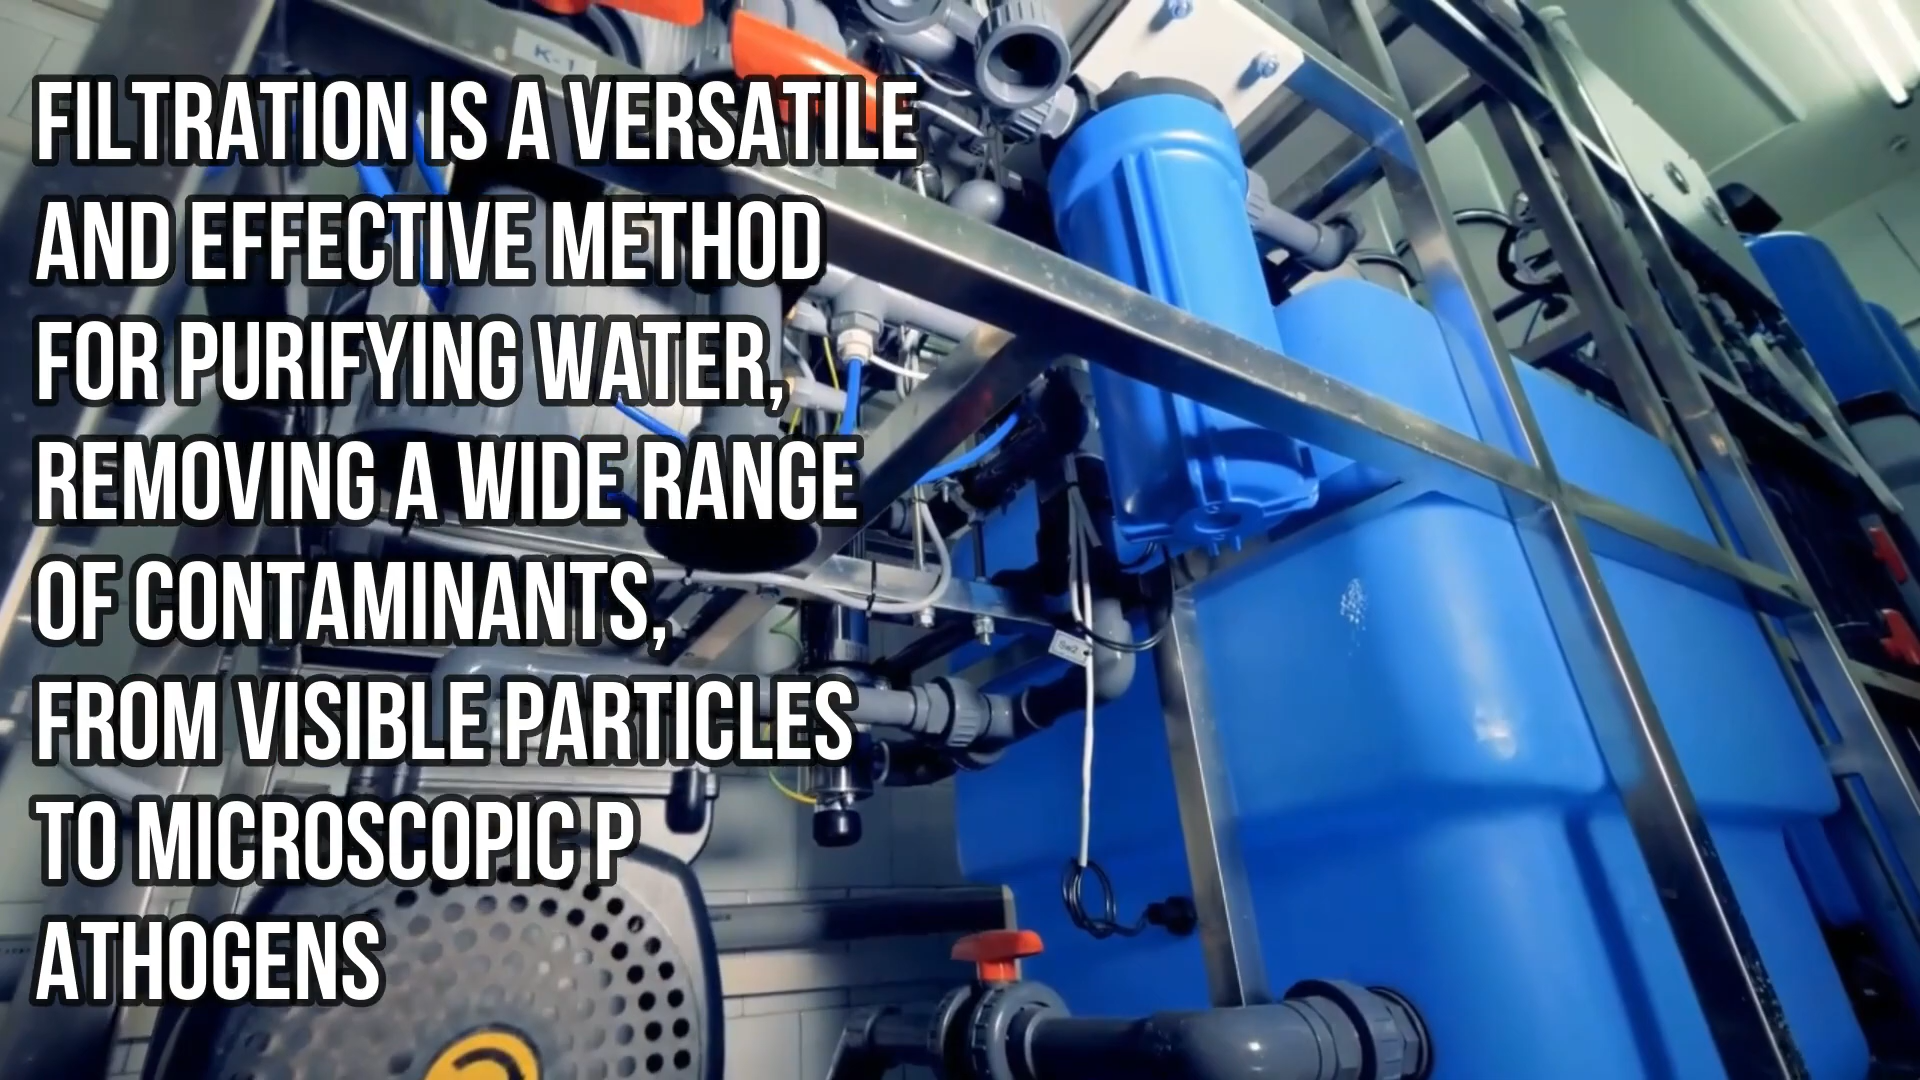 K-1
FILTRATION IS A VERSATILE
AND EFFECTIVE METHOD
FOR PURIFYING WATER,
REMOVING A WIDE RANGE
OF CONTAMINANTS,
FROM VISIBLE PARTICLES
TO MICROSCOPIC P
ATHOGENS